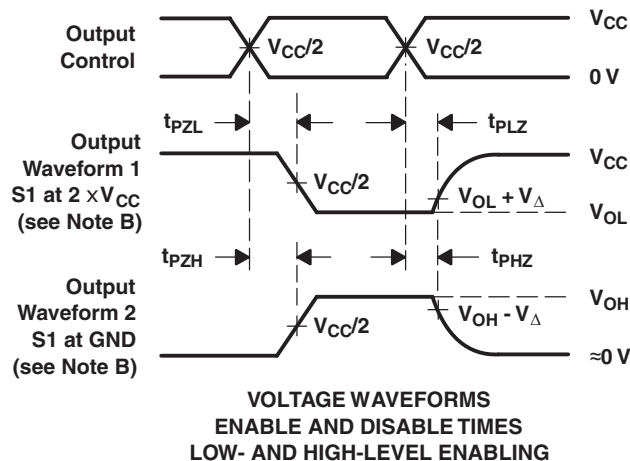 Output
Control
V_CC/2
V_CC/2
V_CC
0 V
t_PZL
t_PLZ
Output
Waveform 1
S1 at 2 x V_CC
(see Note B)
V_CC/2
V_OL + V_Δ
V_CC
V_OL
t_PZH
t_PHZ
Output
Waveform 2
S1 at GND
(see Note B)
V_CC/2
V_OH - V_Δ
V_OH
≈0 V
VOLTAGE WAVEFORMS
ENABLE AND DISABLE TIMES
LOW- AND HIGH-LEVEL ENABLING